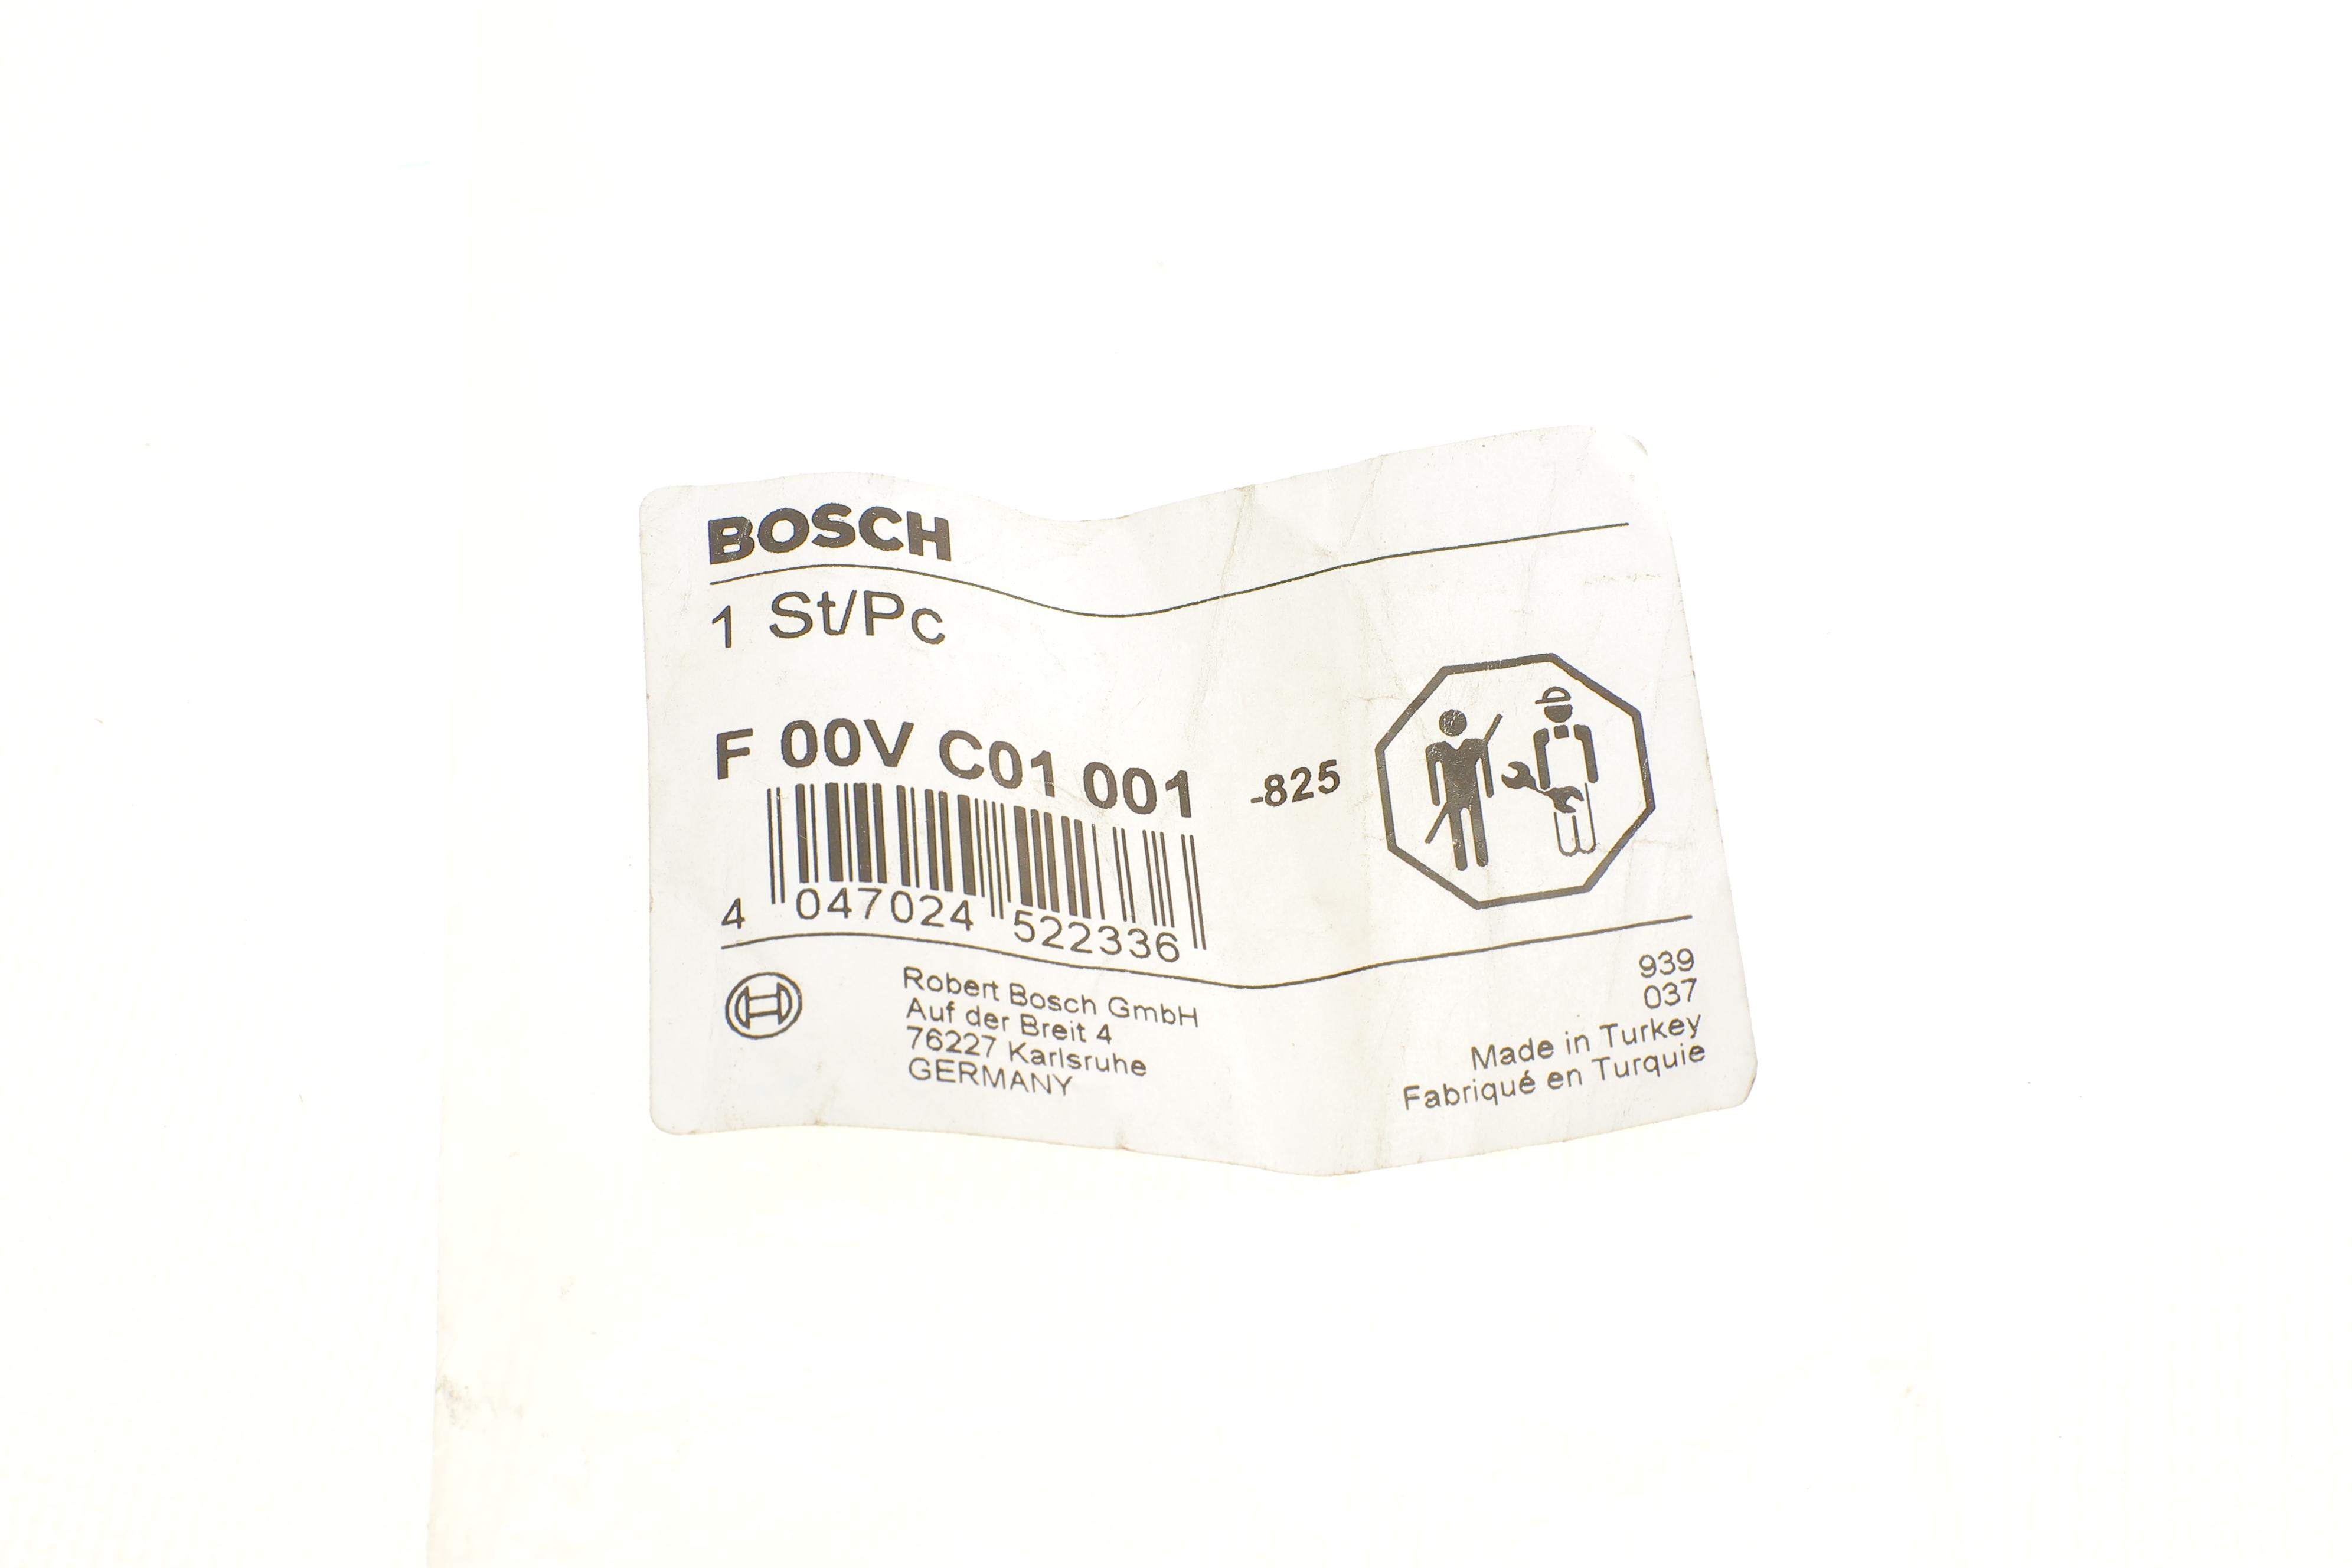 BOSCH
1 St/Pc
F 00V C01 001 -825
4 047024 522336
Robert Bosch GmbH
Auf der Breit 4
76227 Karlsruhe
GERMANY
939
037
Made in Turkey
Fabriqué en Turquie